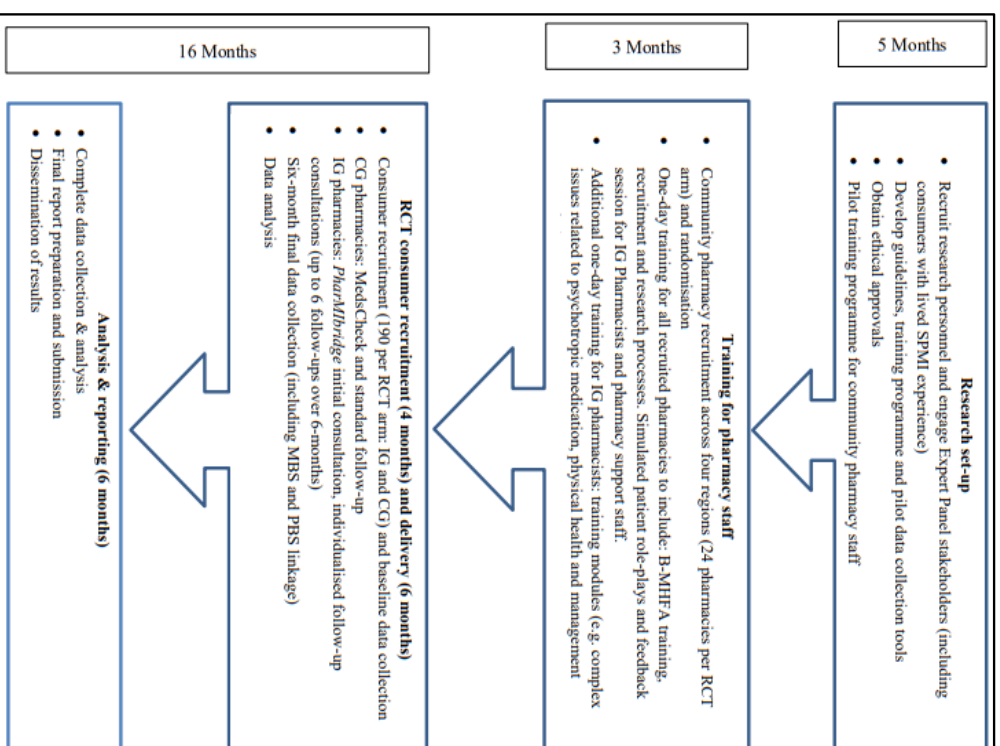 5 Months
Research set-up
• Recruit research personnel and engage Expert Panel stakeholders (including
consumers with lived SPMI experience)
• Develop guidelines, training programme and pilot data collection tools
• Obtain ethical approvals
• Pilot training programme for community pharmacy staff
3 Months
Training for pharmacy staff
• Community pharmacy recruitment across four regions (24 pharmacies per RCT
arm) and randomisation
• One-day training for all recruited pharmacies to include: B-MHFA training,
recruitment and research processes. Simulated patient role-plays and feedback
session for IG Pharmacists and pharmacy support staff.
• Additional one-day training for IG pharmacists: training modules (e.g. complex
issues related to psychotropic medication, physical health and management
16 Months
RCT consumer recruitment (4 months) and delivery (6 months)
• Consumer recruitment (190 per RCT arm: IG and CG) and baseline data collection
• CG pharmacies: MedsCheck and standard follow-up
• IG pharmacies: PharMIbridge initial consultation, individualised follow-up
consultations (up to 6 follow-ups over 6-months)
• Six-month final data collection (including MBS and PBS linkage)
• Data analysis
Analysis & reporting (6 months)
• Complete data collection & analysis
• Final report preparation and submission
• Dissemination of results